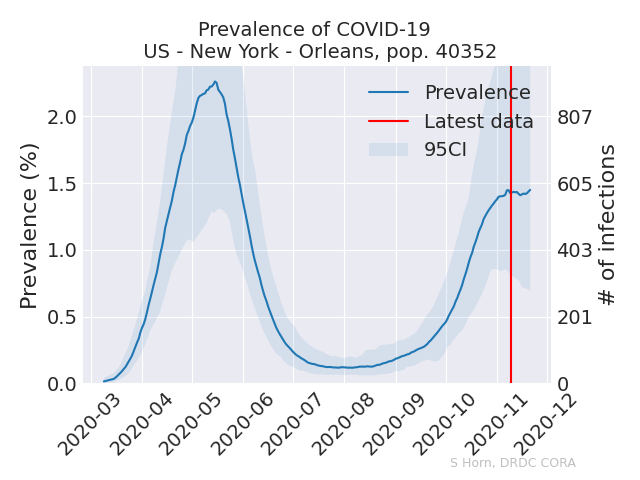 Prevalence of COVID-19
US - New York - Orleans, pop. 40352
Prevalence
Latest data
95CI
Prevalence (%)
2.0
1.5
1.0
0.5
0.0
# of infections
807
605
403
201
0
2020-03
2020-04
2020-05
2020-06
2020-07
2020-08
2020-09
2020-10
2020-11
2020-12
S Horn, DRDC CORA